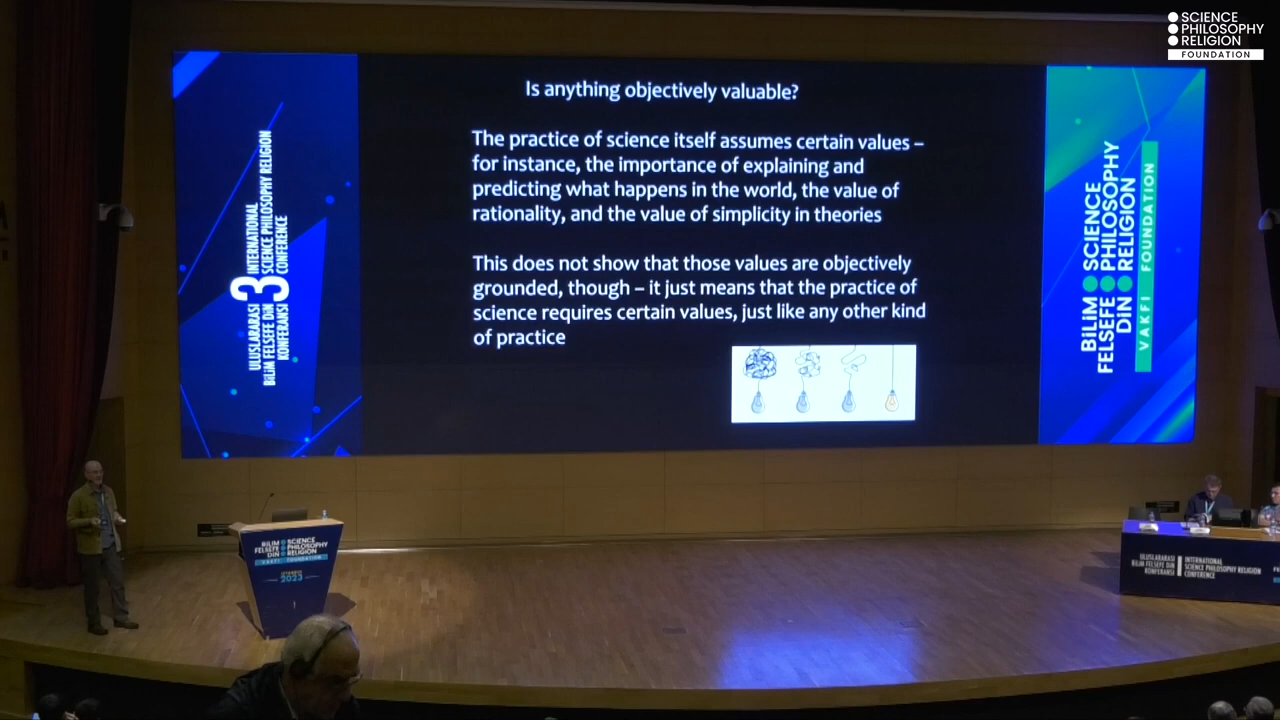 SCIENCE
PHILOSOPHY
RELIGION
FOUNDATION
Is anything objectively valuable?
The practice of science itself assumes certain values –
for instance, the importance of explaining and
predicting what happens in the world, the value of
rationality, and the value of simplicity in theories
This does not show that those values are objectively
grounded, though – it just means that the practice of
science requires certain values, just like any other kind
of practice
ULUSLARARASI
BİLİM FELSEFE DİN
KONFERANSI
3
INTERNATIONAL
SCIENCE PHILOSOPHY RELIGION
CONFERENCE
BİLİM SCIENCE
FELSEFE PHILOSOPHY
DİN RELIGION
VAKFI FOUNDATION
BİLİM SCIENCE
FELSEFE PHILOSOPHY
DİN RELIGION
VAKFI FOUNDATION
2023
ULUSLARARASI
BİLİM FELSEFE DİN
KONFERANSI
INTERNATIONAL
SCIENCE PHILOSOPHY RELIGION
CONFERENCE